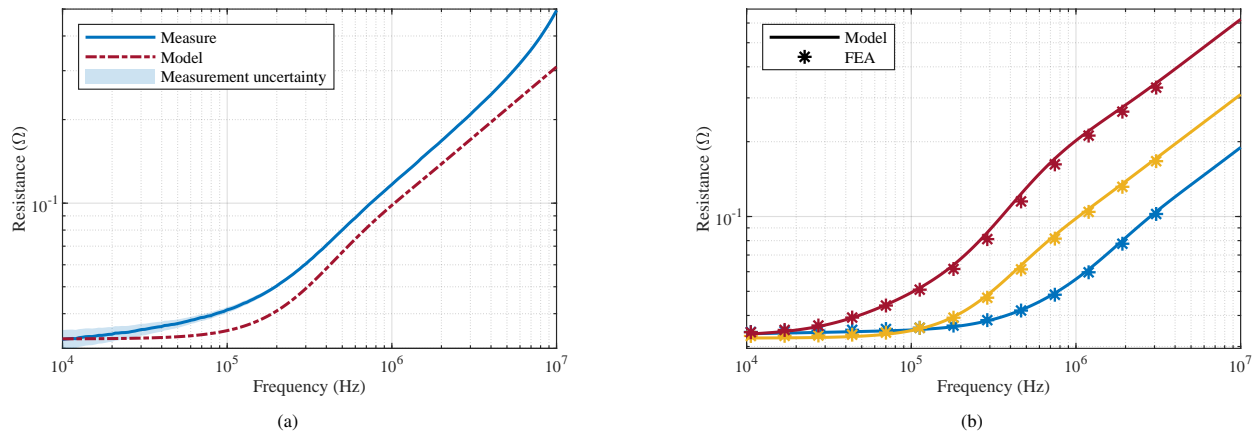 Measure
Model
Measurement uncertainty
Resistance (Ω)
10^-1
10^4
10^5
10^6
10^7
Frequency (Hz)
(a)
Model
FEA
Resistance (Ω)
10^-1
10^4
10^5
10^6
10^7
Frequency (Hz)
(b)